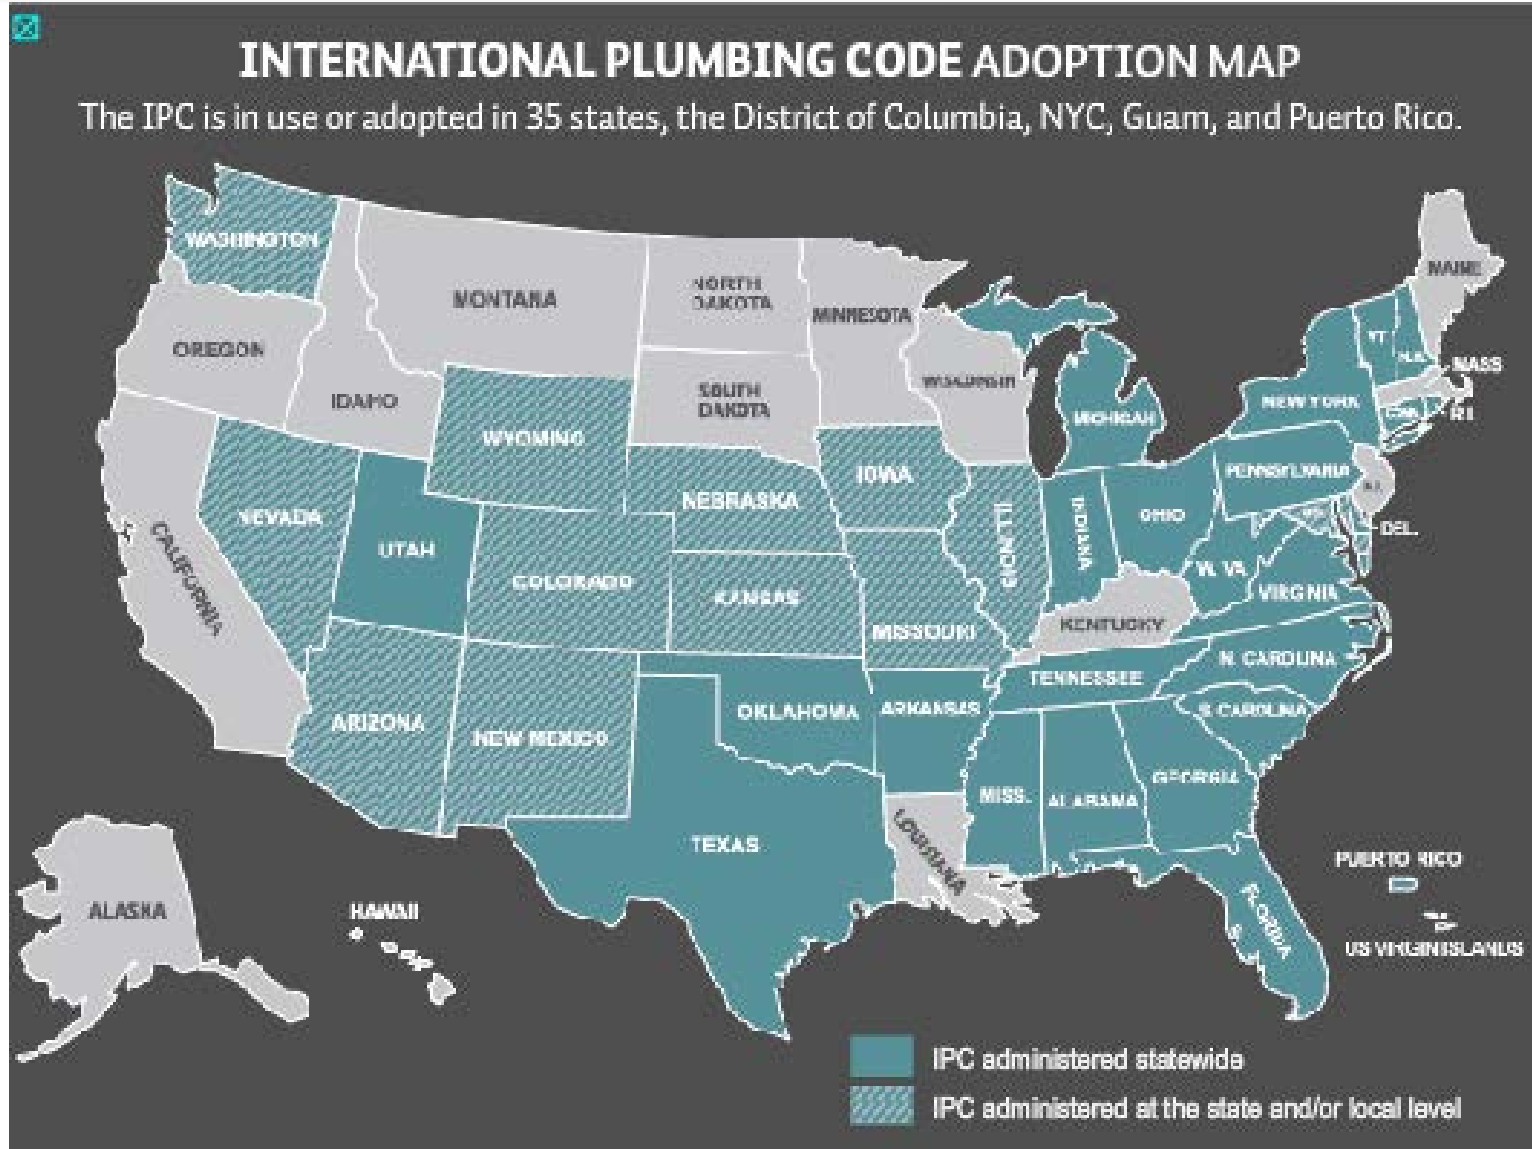 INTERNATIONAL PLUMBING CODE ADOPTION MAP
The IPC is in use or adopted in 35 states, the District of Columbia, NYC, Guam, and Puerto Rico.
WASHINGTON
MONTANA
NORTH
DAKOTA
MINNESOTA
MAINE
OREGON
IDAHO
SOUTH
DAKOTA
WISCONSIN
MICHIGAN
VT
N.H.
MASS
NEW YORK
CONN.
R.I.
WYOMING
IOWA
NEBRASKA
PENNSYLVANIA
N.J.
NEVADA
UTAH
CALIFORNIA
COLORADO
KANSAS
ILLINOIS
INDIANA
OHIO
MD.
DEL.
W. VA.
VIRGINIA
MISSOURI
KENTUCKY
N. CAROLINA
TENNESSEE
ARIZONA
NEW MEXICO
OKLAHOMA
ARKANSAS
S. CAROLINA
GEORGIA
MISS.
ALABAMA
TEXAS
LOUISIANA
FLORIDA
PUERTO RICO
US VIRGIN ISLANDS
ALASKA
HAWAII
IPC administered statewide
IPC administered at the state and/or local level